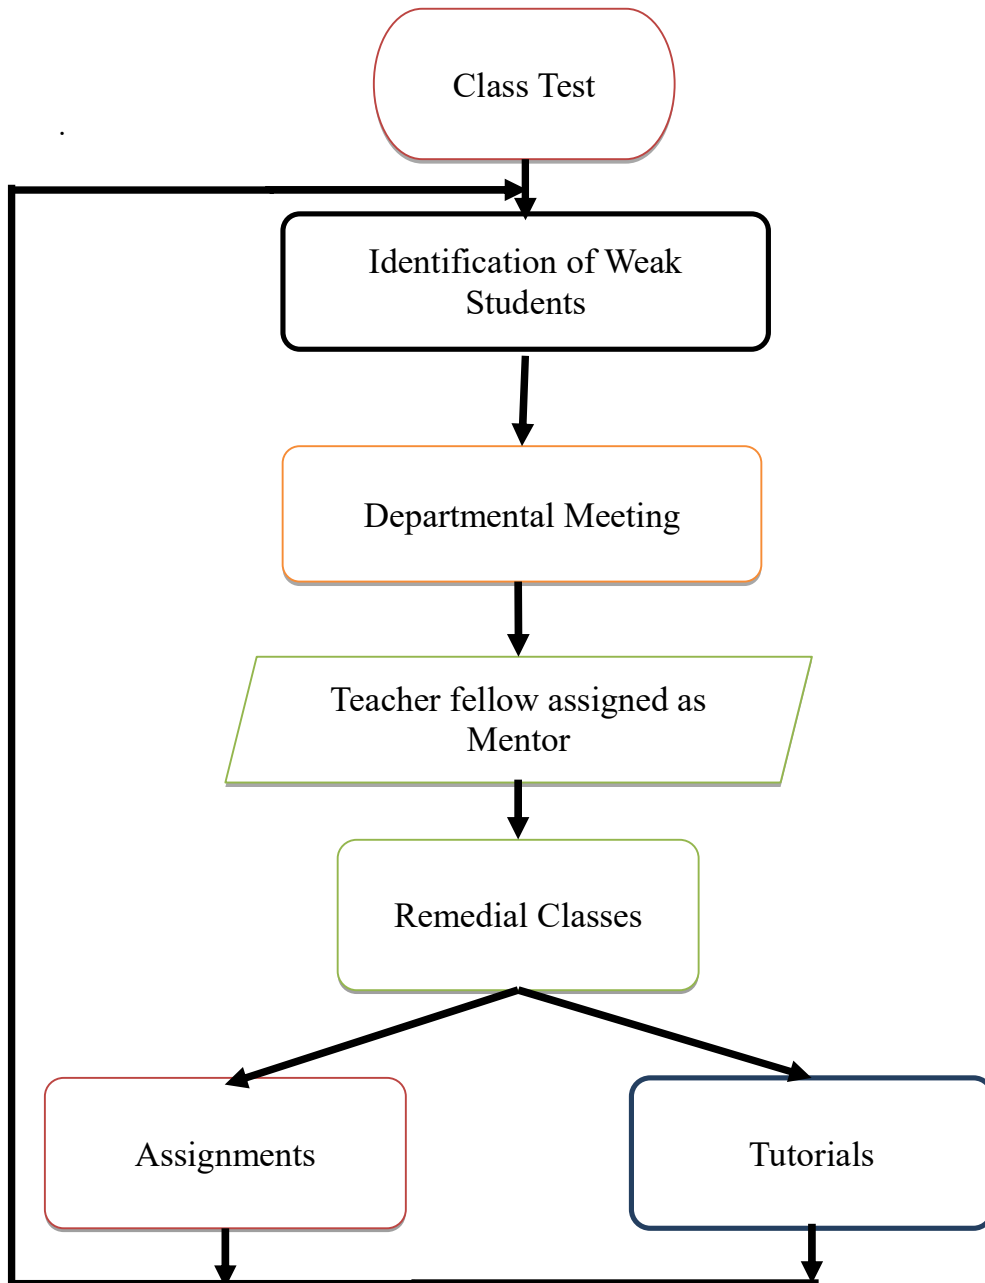 Class Test
.
Identification of Weak
Students
Departmental Meeting
Teacher fellow assigned as
Mentor
Remedial Classes
Assignments
Tutorials